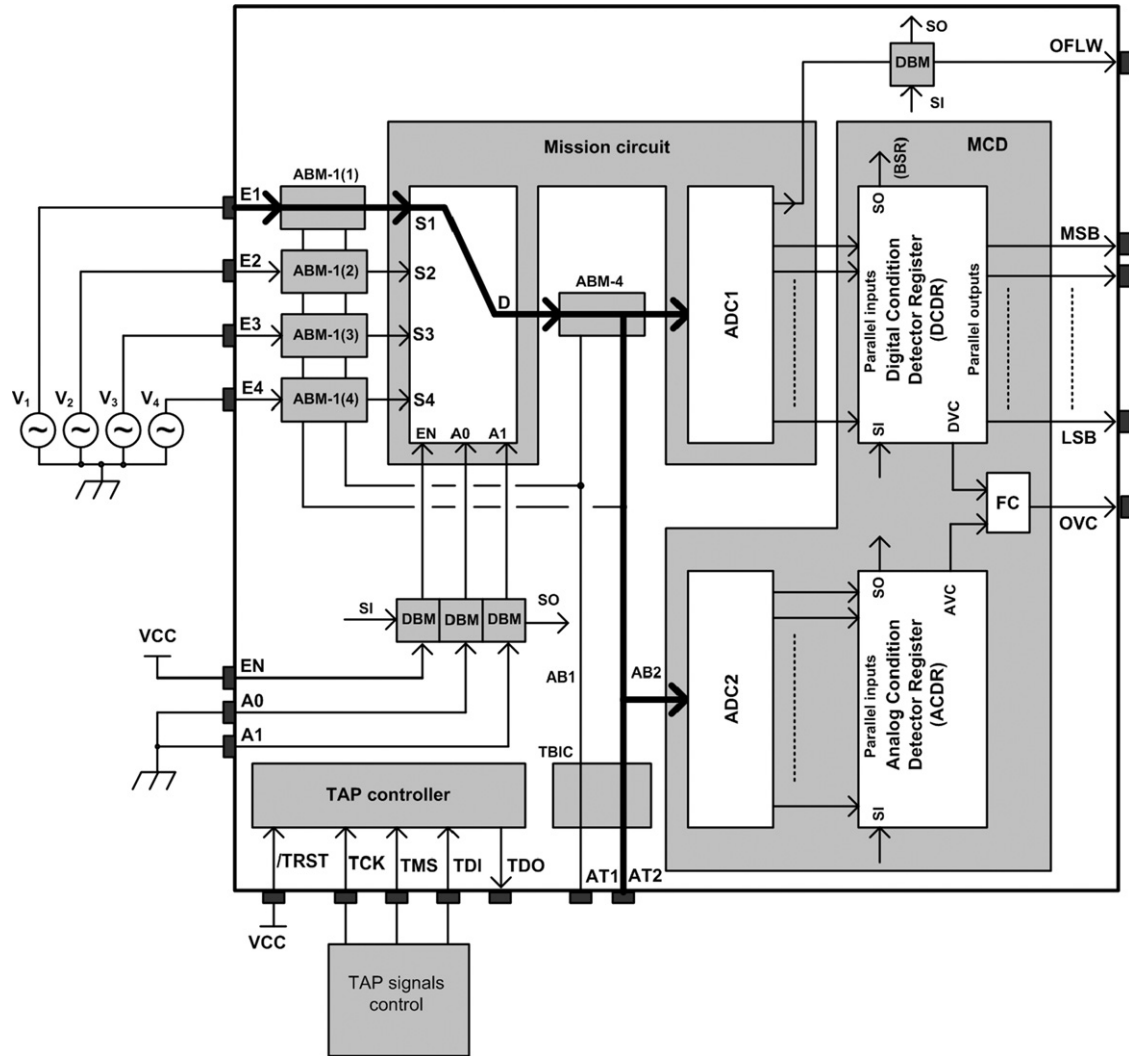 SO
OFLW
DBM
SI
Mission circuit
MCD
ABM-1(1)
E1
S1
SO
(BSR)
MSB
E2
ABM-1(2)
S2
ABM-4
D
ADC1
Parallel inputs
Digital Condition
Detector Register
(DCDR)
Parallel outputs
E3
ABM-1(3)
S3
E4
ABM-1(4)
S4
V1
V2
V3
V4
EN
A0
A1
SI
DVC
LSB
FC
OVC
SI
DBM
DBM
DBM
SO
SO
AVC
VCC
EN
A0
A1
AB1
AB2
ADC2
Parallel inputs
Analog Condition
Detector Register
(ACDR)
TBIC
TAP controller
SI
/TRST
TCK
TMS
TDI
TDO
AT1
AT2
VCC
TAP signals
control